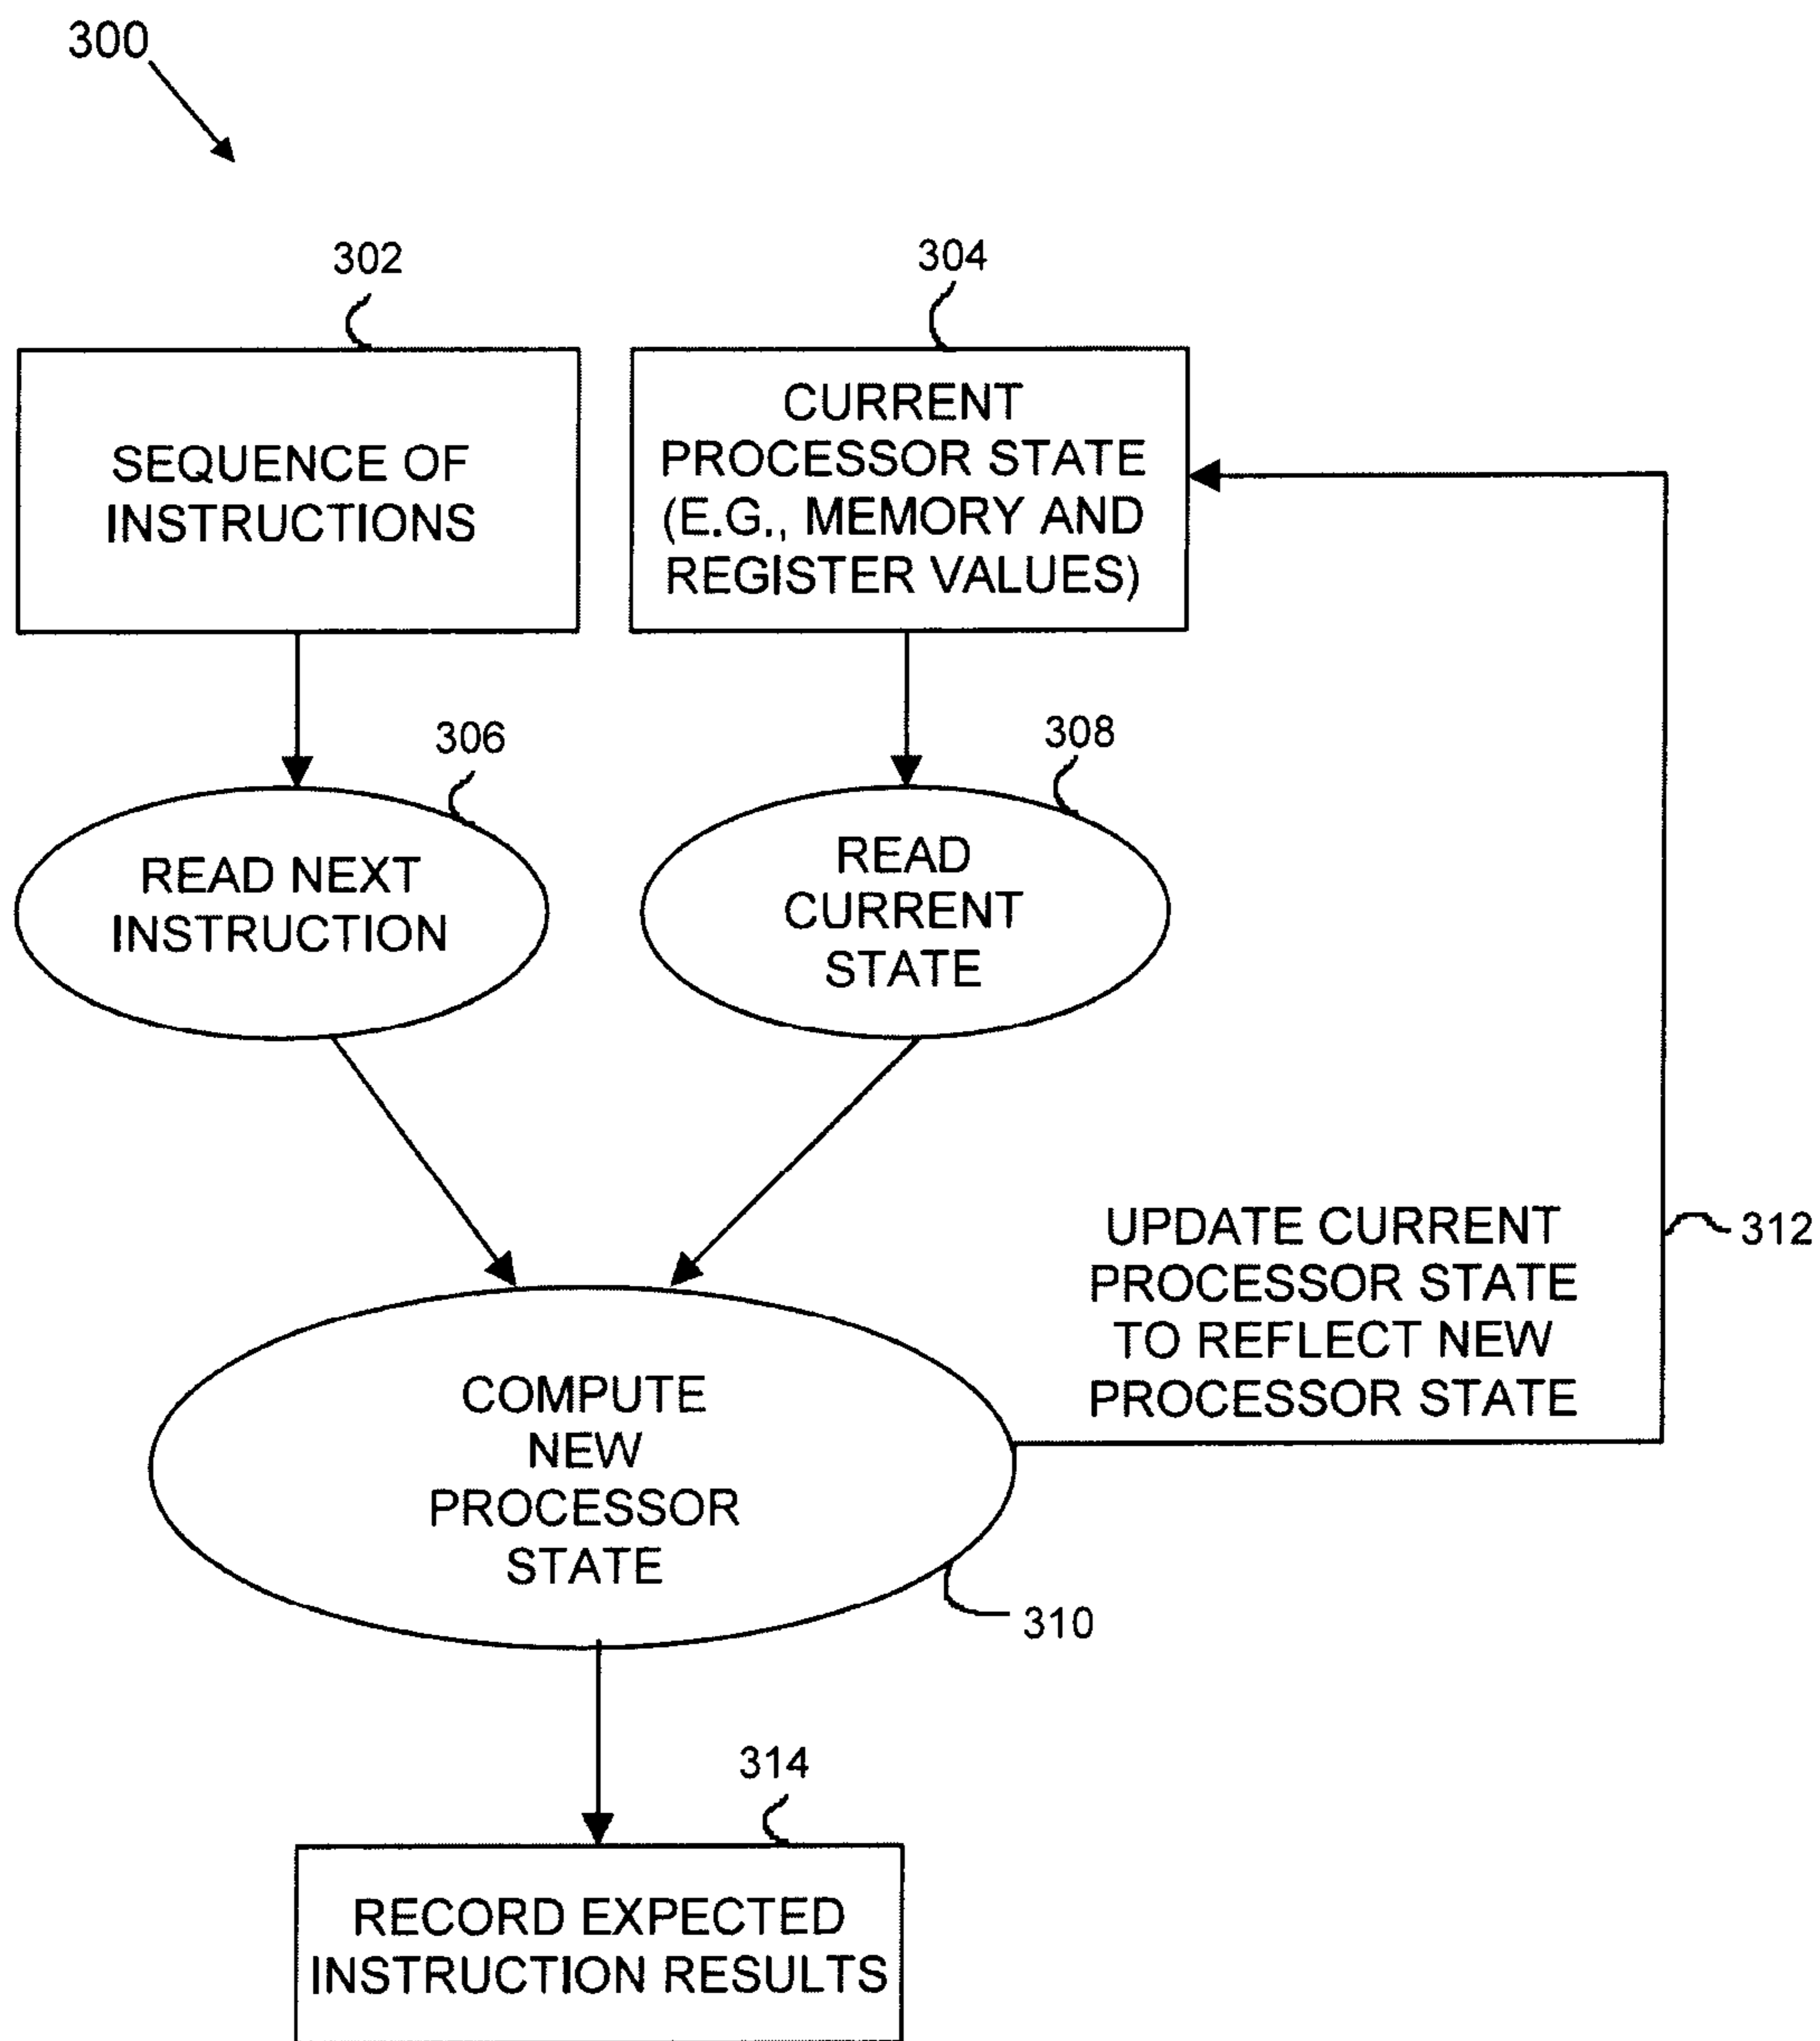 300
302
304
SEQUENCE OF
INSTRUCTIONS
CURRENT
PROCESSOR STATE
(E.G., MEMORY AND
REGISTER VALUES)
306
308
READ NEXT
INSTRUCTION
READ
CURRENT
STATE
UPDATE CURRENT
PROCESSOR STATE
TO REFLECT NEW
PROCESSOR STATE
312
COMPUTE
NEW
PROCESSOR
STATE
310
314
RECORD EXPECTED
INSTRUCTION RESULTS